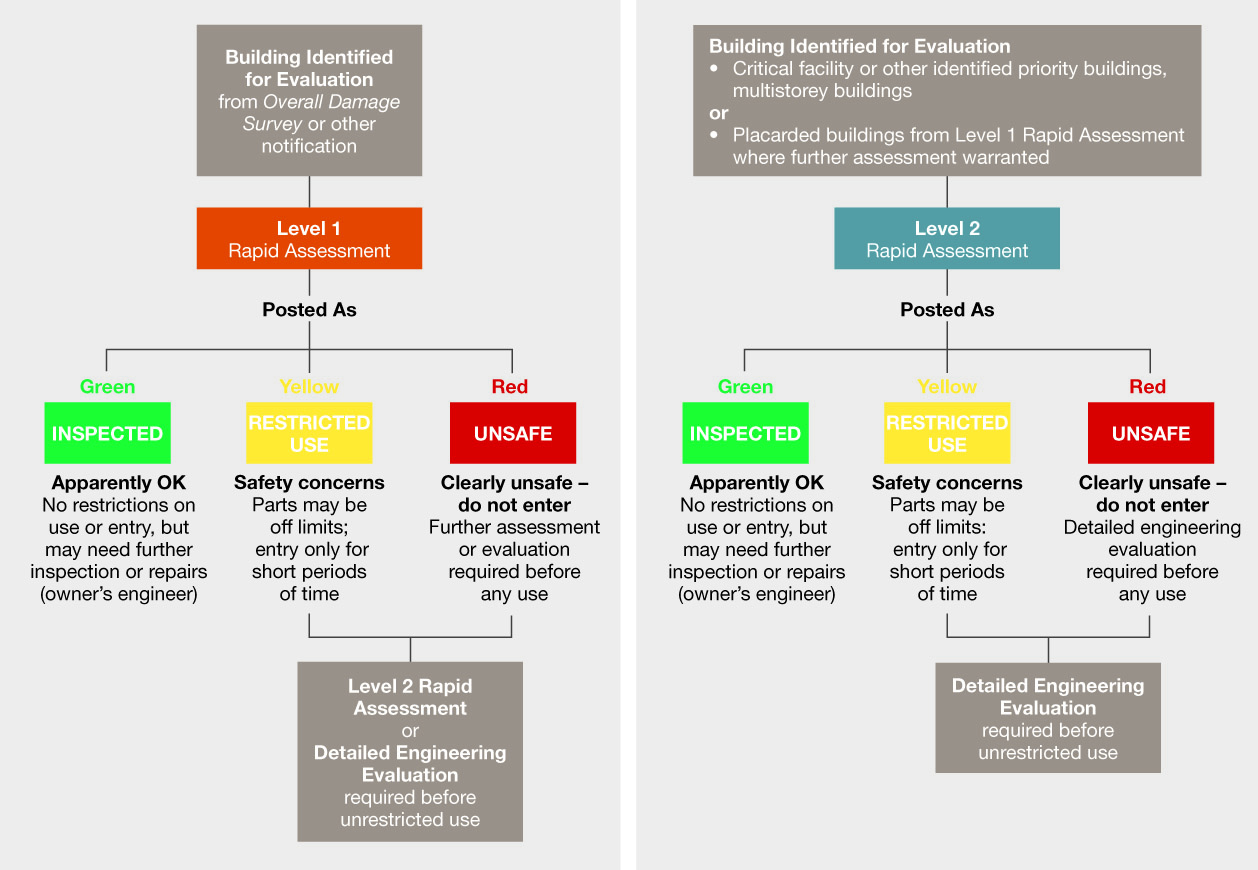 Building Identified
for Evaluation
from Overall Damage
Survey or other
notification
Level 1
Rapid Assessment
Posted As
Green
INSPECTED
Apparently OK
No restrictions on
use or entry, but
may need further
inspection or repairs
(owner’s engineer)
Yellow
RESTRICTED
USE
Safety concerns
Parts may be
off limits;
entry only for
short periods
of time
Red
UNSAFE
Clearly unsafe –
do not enter
Further assessment
or evaluation
required before
any use
Level 2 Rapid
Assessment
or
Detailed Engineering
Evaluation
required before
unrestricted use
Building Identified for Evaluation
• Critical facility or other identified priority buildings,
multistorey buildings
or
• Placarded buildings from Level 1 Rapid Assessment
where further assessment warranted
Level 2
Rapid Assessment
Posted As
Green
INSPECTED
Apparently OK
No restrictions on
use or entry, but
may need further
inspection or repairs
(owner’s engineer)
Yellow
RESTRICTED
USE
Safety concerns
Parts may be
off limits:
entry only for
short periods
of time
Red
UNSAFE
Clearly unsafe –
do not enter
Detailed engineering
evaluation
required before
any use
Detailed Engineering
Evaluation
required before
unrestricted use